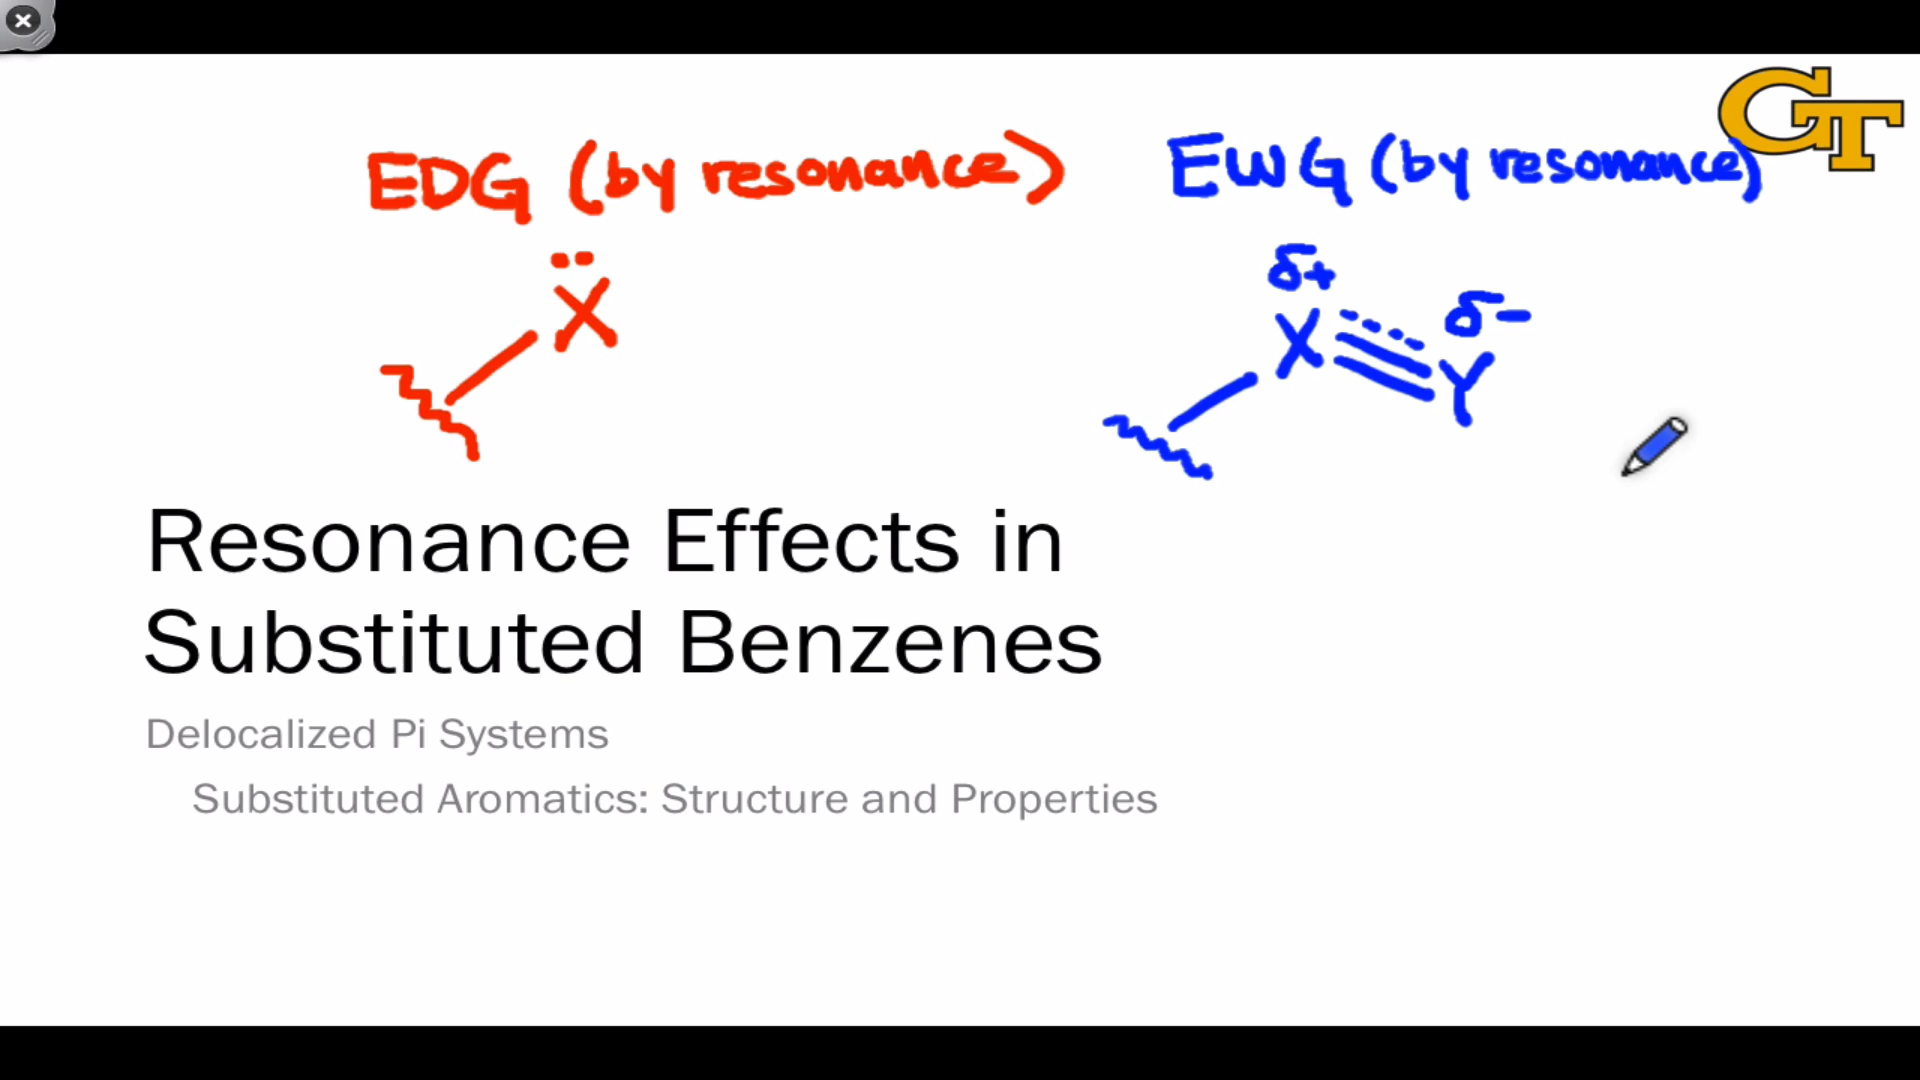 GT
EDG (by resonance) EWG (by resonance)
δ+
δ-
X X Y
Resonance Effects in
Substituted Benzenes
Delocalized Pi Systems
Substituted Aromatics: Structure and Properties